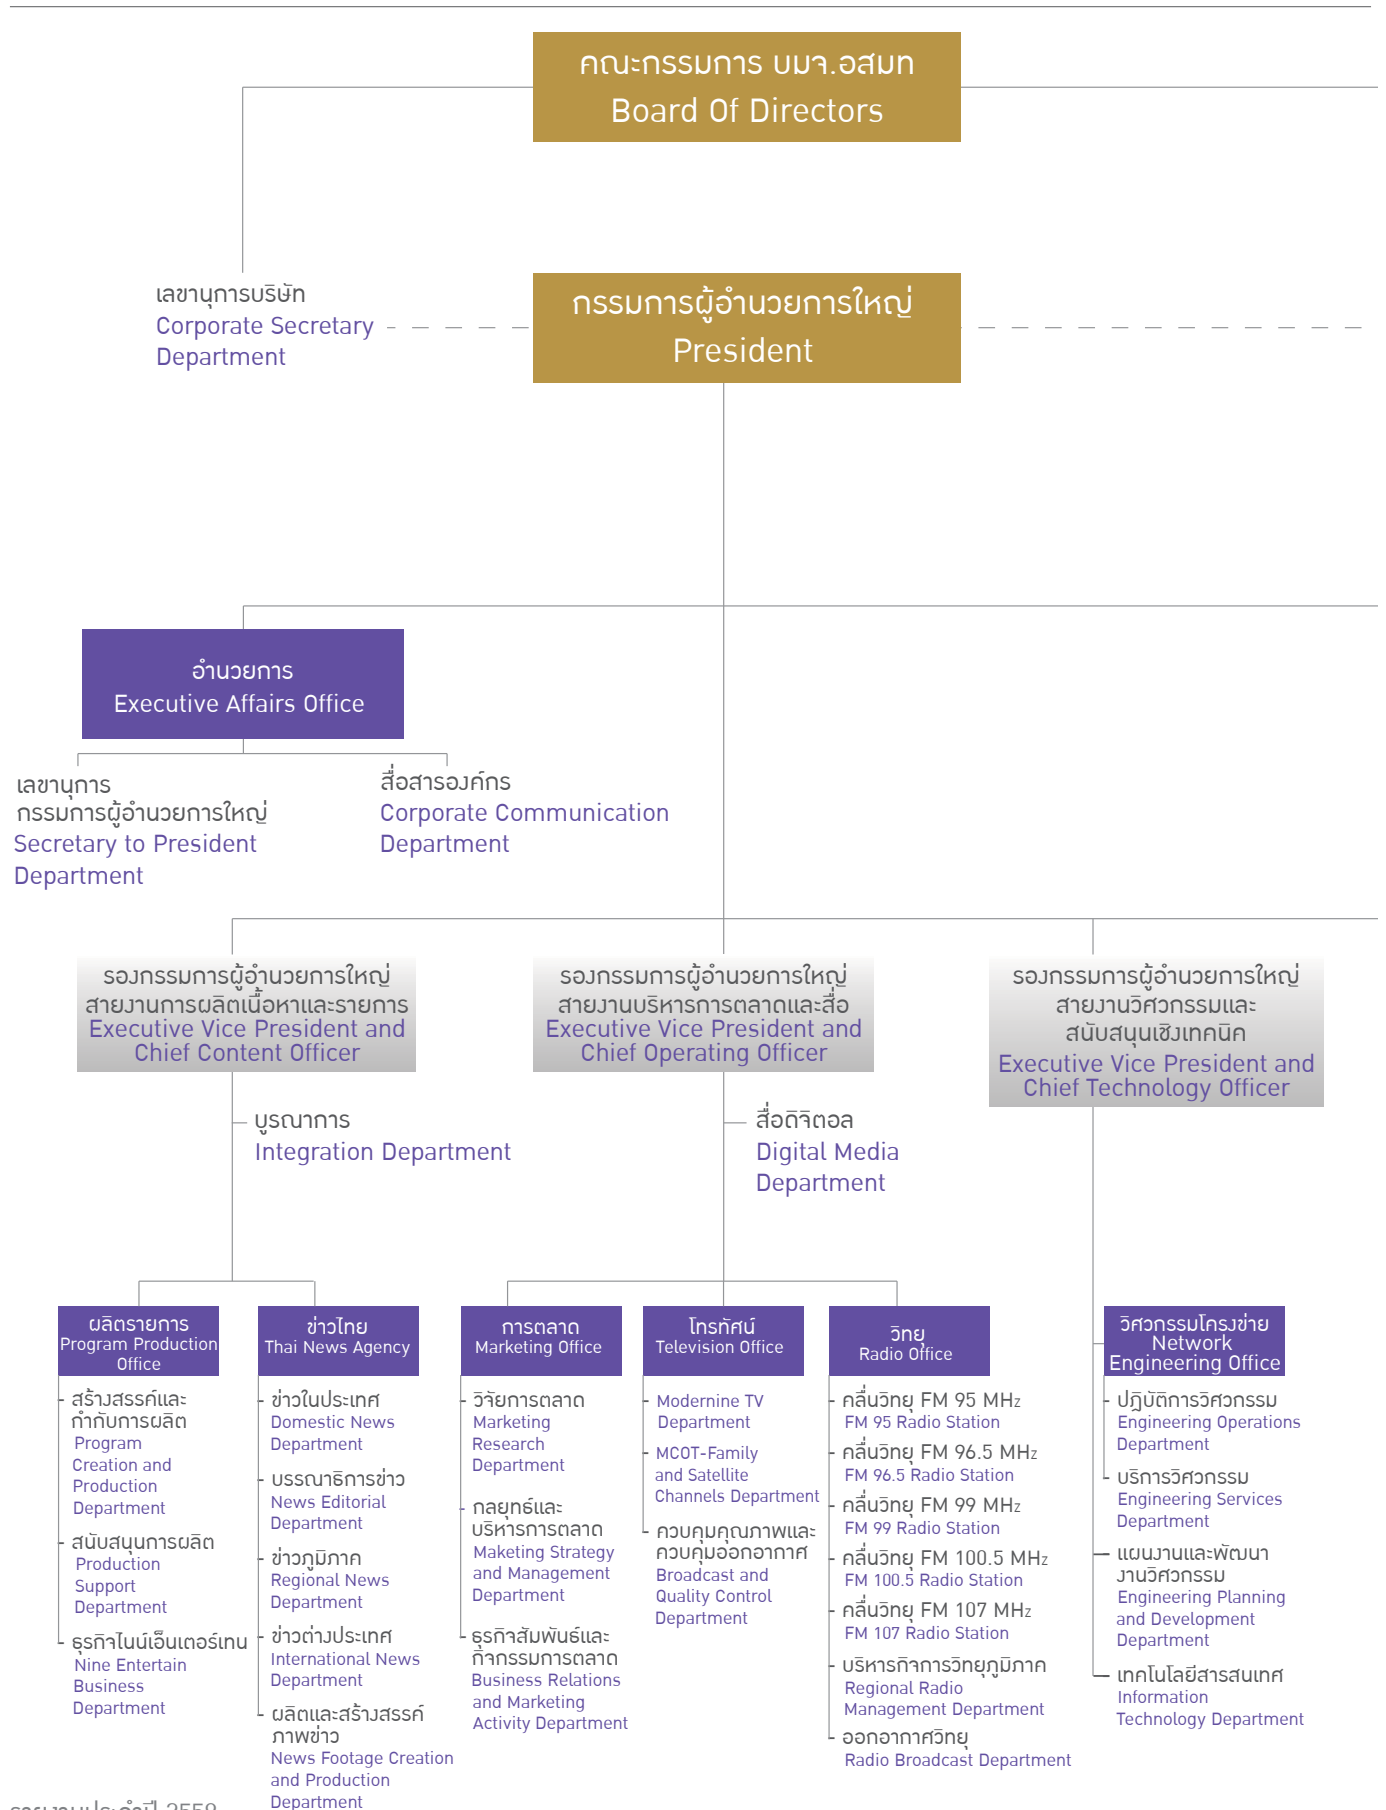 คณะกรรมการ บมจ.อสมท
Board Of Directors
เลขานุการบริษัท
Corporate Secretary
Department
กรรมการผู้อำนวยการใหญ่
President
อำนวยการ
Executive Affairs Office
เลขานุการ
กรรมการผู้อำนวยการใหญ่
Secretary to President
Department
สื่อสารองค์กร
Corporate Communication
Department
รองกรรมการผู้อำนวยการใหญ่
สายงานการผลิตเนื้อหาและรายการ
Executive Vice President and
Chief Content Officer
รองกรรมการผู้อำนวยการใหญ่
สายงานบริหารการตลาดและสื่อ
Executive Vice President and
Chief Operating Officer
รองกรรมการผู้อำนวยการใหญ่
สายงานวิศวกรรมและ
สนับสนุนเชิงเทคนิค
Executive Vice President and
Chief Technology Officer
บูรณาการ
Integration Department
สื่อดิจิตอล
Digital Media
Department
ผลิตรายการ
Program Production
Office
- สร้างสรรค์และ
กำกับการผลิต
Program
Creation and
Production
Department
- สนับสนุนการผลิต
Production
Support
Department
- ธุรกิจไนน์เอ็นเตอร์เทน
Nine Entertain
Business
Department
ข่าวไทย
Thai News Agency
- ข่าวในประเทศ
Domestic News
Department
- บรรณาธิการข่าว
News Editorial
Department
- ข่าวภูมิภาค
Regional News
Department
- ข่าวต่างประเทศ
International News
Department
- ผลิตและสร้างสรรค์
ภาพข่าว
News Footage Creation
and Production
Department
การตลาด
Marketing Office
- วิจัยการตลาด
Marketing
Research
Department
- กลยุทธ์และ
บริหารการตลาด
Maketing Strategy
and Management
Department
- ธุรกิจสัมพันธ์และ
กิจกรรมการตลาด
Business Relations
and Marketing
Activity Department
โทรทัศน์
Television Office
- Modernine TV
Department
- MCOT-Family
and Satellite
Channels Department
- ควบคุมคุณภาพและ
ควบคุมออกอากาศ
Broadcast and
Quality Control
Department
วิทยุ
Radio Office
- คลื่นวิทยุ FM 95 MHz
FM 95 Radio Station
- คลื่นวิทยุ FM 96.5 MHz
FM 96.5 Radio Station
- คลื่นวิทยุ FM 99 MHz
FM 99 Radio Station
- คลื่นวิทยุ FM 100.5 MHz
FM 100.5 Radio Station
- คลื่นวิทยุ FM 107 MHz
FM 107 Radio Station
- บริหารกิจการวิทยุภูมิภาค
Regional Radio
Management Department
- ออกอากาศวิทยุ
Radio Broadcast Department
วิศวกรรมโครงข่าย
Network
Engineering Office
- ปฏิบัติการวิศวกรรม
Engineering Operations
Department
- บริการวิศวกรรม
Engineering Services
Department
- แผนงานและพัฒนา
งานวิศวกรรม
Engineering Planning
and Development
Department
- เทคโนโลยีสารสนเทศ
Information
Technology Department
รายงานประจำปี 2559